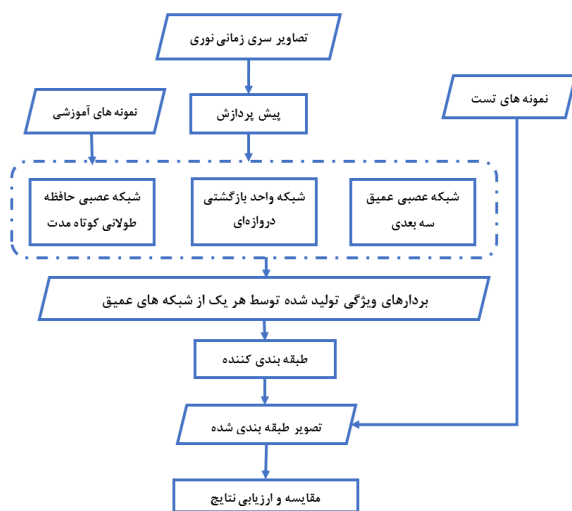 تصاویر سری زمانی نوری
نمونه های تست
نمونه های آموزشی
پیش پردازش
شبکه عصبی عمیق
سه بعدی
شبکه واحد بازگشتی
دروازه‌ای
شبکه عصبی حافظه
طولانی کوتاه مدت
بردارهای ویژگی تولید شده توسط هر یک از شبکه های عمیق
طبقه بندی کننده
تصویر طبقه بندی شده
مقایسه و ارزیابی نتایج